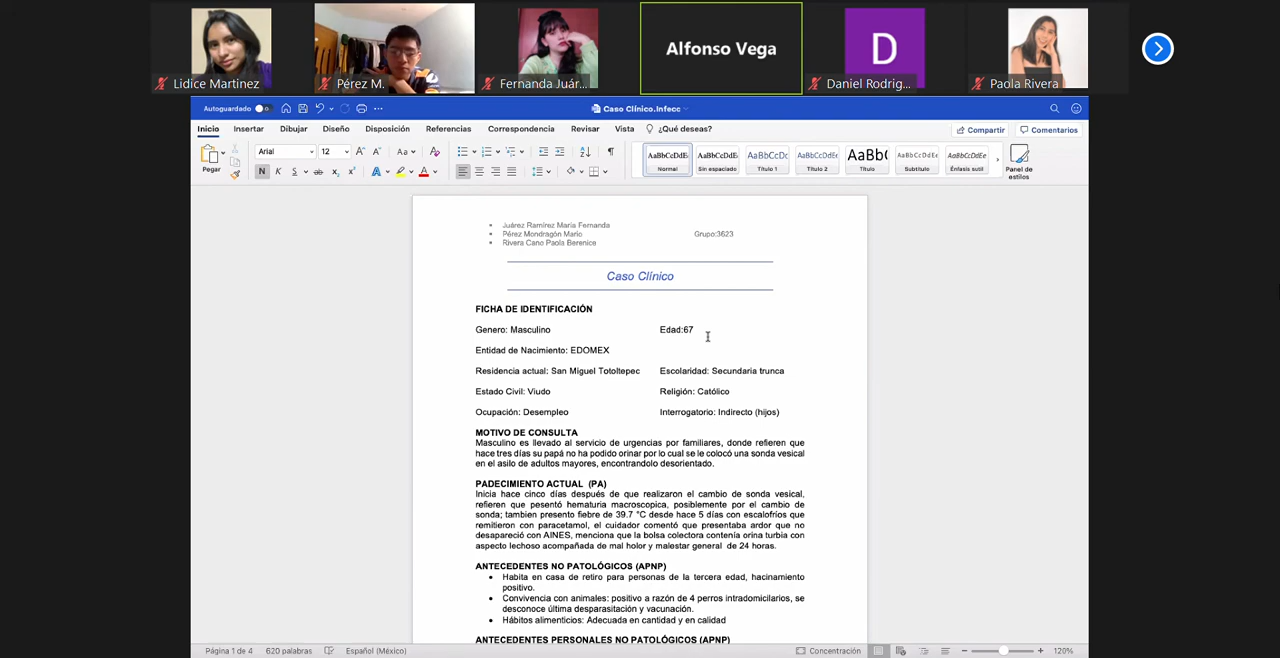 Lidice Martinez
Pérez M.
Fernanda Juár...
Alfonso Vega
D
Daniel Rodrig...
Paola Rivera
Autoguardado
Caso Clínico.Infecc
Inicio Insertar Dibujar Diseño Disposición Referencias Correspondencia Revisar Vista ¿Qué deseas? Compartir Comentarios
Pegar
Arial 12
Aa
N K S ab x₂ x² A A
AaBbCcDdEe AaBbCcDdEe AaBbCcDc AaBbCcDdEe AaBb( AaBbCcDdEe AaBbCcDdEe
Normal Sin espaciado Título 1 Título 2 Título Subtítulo Énfasis sutil
Panel de
estilos
Juárez Ramírez Maria Fernanda
Pérez Mondragón Mario Grupo:3623
Rivera Cano Paola Berenice
Caso Clínico
FICHA DE IDENTIFICACIÓN
Genero: Masculino Edad:67
Entidad de Nacimiento: EDOMEX
Residencia actual: San Miguel Totoltepec Escolaridad: Secundaria trunca
Estado Civil: Viudo Religión: Católico
Ocupación: Desempleo Interrogatorio: Indirecto (hijos)
MOTIVO DE CONSULTA
Masculino es llevado al servicio de urgencias por familiares, donde refieren que
hace tres días su papá no ha podido orinar por lo cual se le colocó una sonda vesical
en el asilo de adultos mayores, encontrandolo desorientado.
PADECIMIENTO ACTUAL (PA)
Inicia hace cinco días después de que realizaron el cambio de sonda vesical,
refieren que pesentó hematuria macroscopica, posiblemente por el cambio de
sonda; tambien presento fiebre de 39.7 °C desde hace 5 días con escalofríos que
remitieron con paracetamol, el cuidador comentó que presentaba ardor que no
desapareció con AINES, menciona que la bolsa colectora contenía orina turbia con
aspecto lechoso acompañada de mal holor y malestar general de 24 horas.
ANTECEDENTES NO PATOLÓGICOS (APNP)
Habita en casa de retiro para personas de la tercera edad, hacinamiento
positivo.
Convivencia con animales: positivo a razón de 4 perros intradomicilarios, se
desconoce última desparasitación y vacunación.
Hábitos alimenticios: Adecuada en cantidad y en calidad
ANTECEDENTES PERSONALES NO PATOLÓGICOS (APNP)
Página 1 de 4 620 palabras Español (México) Concentración 120%